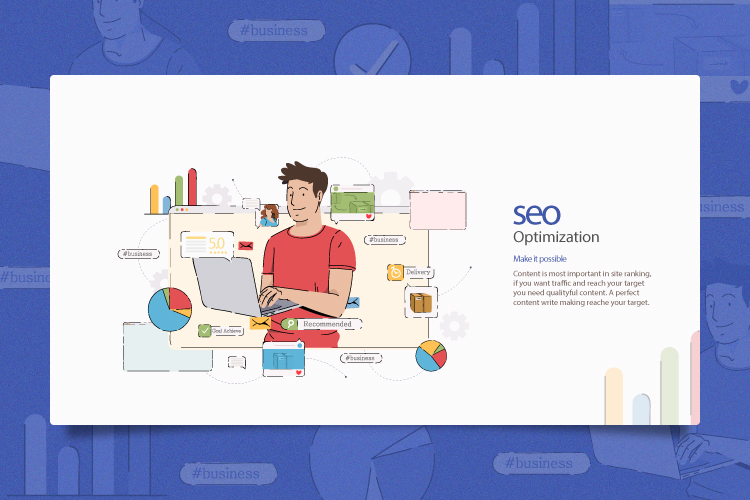 #business
#business
#business
#business
5.0
#business
Delivery
Goal Achieve
Recommended
#business
seo
Optimization
Make it possible
Content is most important in site ranking,
if you want traffic and reach your target
you need qualityful content. A perfect
content write making reache your target.
#business
#business